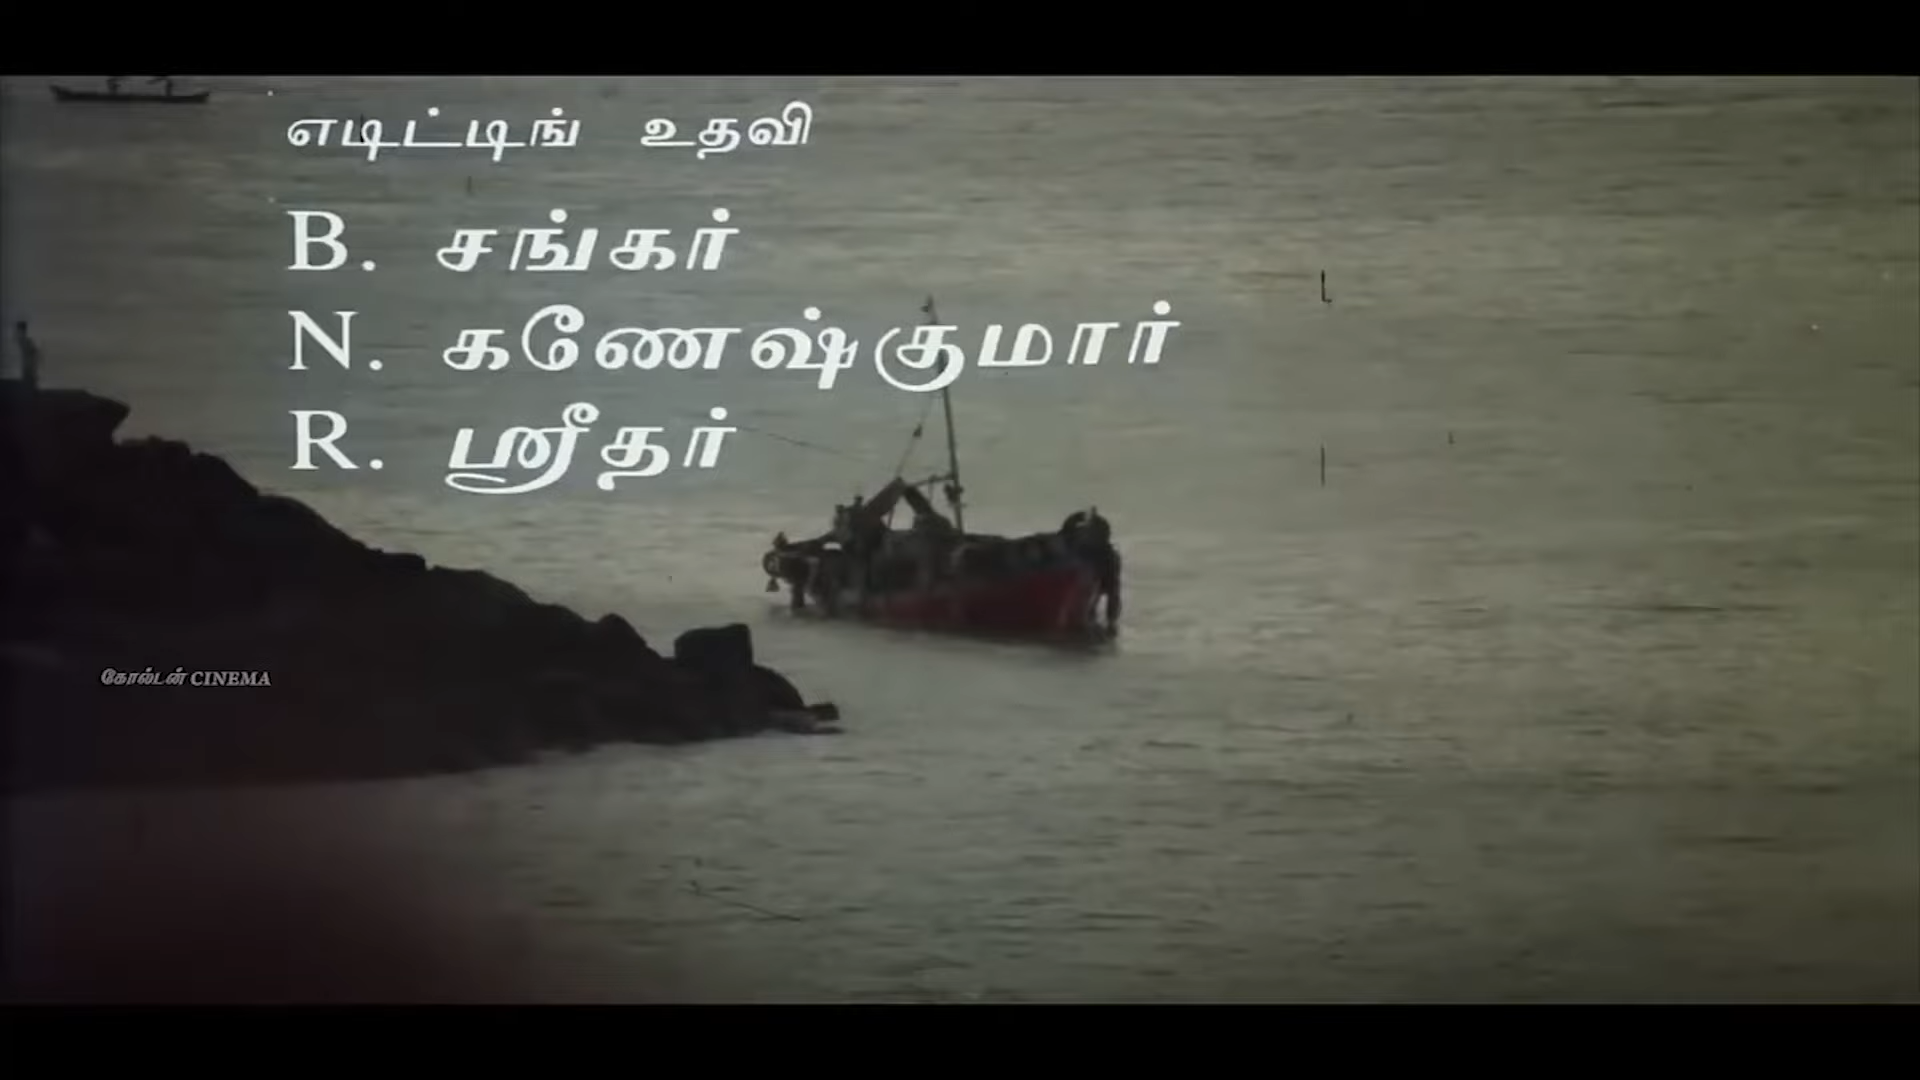 எடிட்டிங் உதவி
B. சங்கர்
N. கணேஷ்குமார்
R. ஸ்ரீதர்
கோல்டன் CINEMA